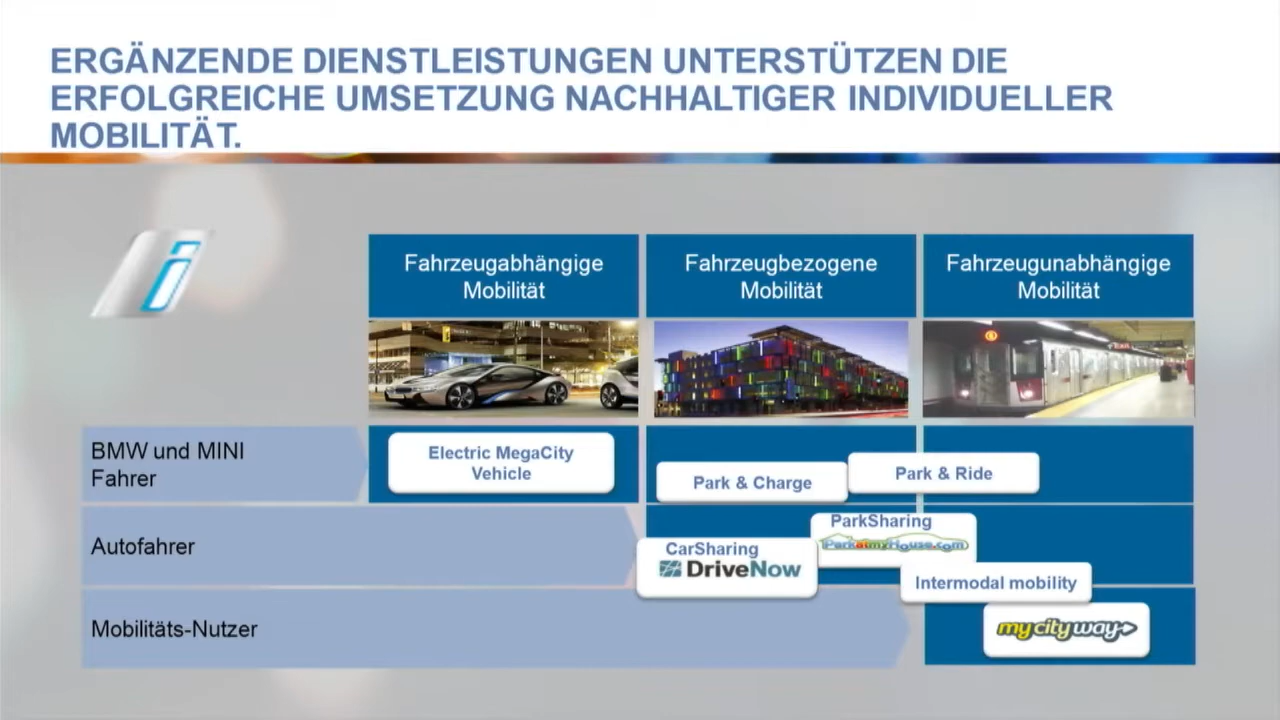 ERGÄNZENDE DIENSTLEISTUNGEN UNTERSTÜTZEN DIE
ERFOLGREICHE UMSETZUNG NACHHALTIGER INDIVIDUELLER
MOBILITÄT.
i
Fahrzeugabhängige
Mobilität
Fahrzeugbezogene
Mobilität
Fahrzeugunabhängige
Mobilität
BMW und MINI
Fahrer
Electric MegaCity
Vehicle
Park & Charge
Park & Ride
Autofahrer
ParkSharing
ParkatmyHouse.com
CarSharing
DriveNow
Intermodal mobility
Mobilitäts-Nutzer
mycityway